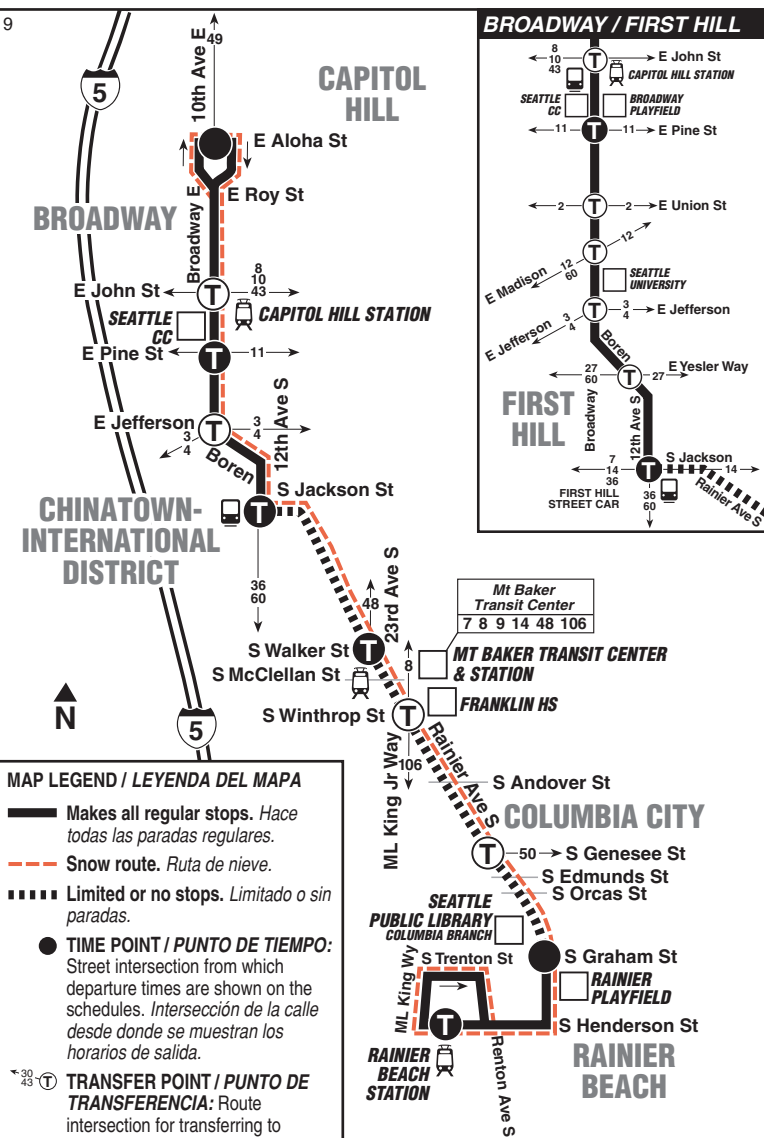 9
49
10th Ave E
CAPITOL
HILL
5
E Aloha St
E Roy St
BROADWAY
Broadway E
8
10
43
E John St
T
CAPITOL HILL STATION
SEATTLE
CC
E Pine St
T
11
12th Ave S
E Jefferson
T
3
4
3
4
Boren
S Jackson St
T
CHINATOWN-
INTERNATIONAL
DISTRICT
36
60
48
23rd Ave S
Mt Baker
Transit Center
7 8 9 14 48 106
S Walker St
T
8
MT BAKER TRANSIT CENTER
& STATION
S McClellan St
FRANKLIN HS
S Winthrop St
T
N
5
106
ML King Jr Way
Rainier Ave S
S Andover St
COLUMBIA CITY
T
50
S Genesee St
S Edmunds St
S Orcas St
SEATTLE
PUBLIC LIBRARY
COLUMBIA BRANCH
S Trenton St
S Graham St
ML King Wy
RAINIER
PLAYFIELD
T
S Henderson St
RAINIER
BEACH
STATION
Renton Ave S
RAINIER
BEACH
BROADWAY / FIRST HILL
8
10
43
T
E John St
CAPITOL HILL STATION
SEATTLE
CC
BROADWAY
PLAYFIELD
11
T
11
E Pine St
2
T
2
E Union St
T
12
12
60
E Madison
SEATTLE
UNIVERSITY
T
3
4
E Jefferson
3
4
E Jefferson
Boren
27
60
T
27
E Yesler Way
FIRST
HILL
Broadway
12th Ave S
7
14
36
T
S Jackson
14
FIRST HILL
STREET CAR
36
60
Rainier Ave S
MAP LEGEND / LEYENDA DEL MAPA
Makes all regular stops. Hace
todas las paradas regulares.
Snow route. Ruta de nieve.
Limited or no stops. Limitado o sin
paradas.
TIME POINT / PUNTO DE TIEMPO:
Street intersection from which
departure times are shown on the
schedules. Intersección de la calle
desde donde se muestran los
horarios de salida.
30
43
T
TRANSFER POINT / PUNTO DE
TRANSFERENCIA: Route
intersection for transferring to